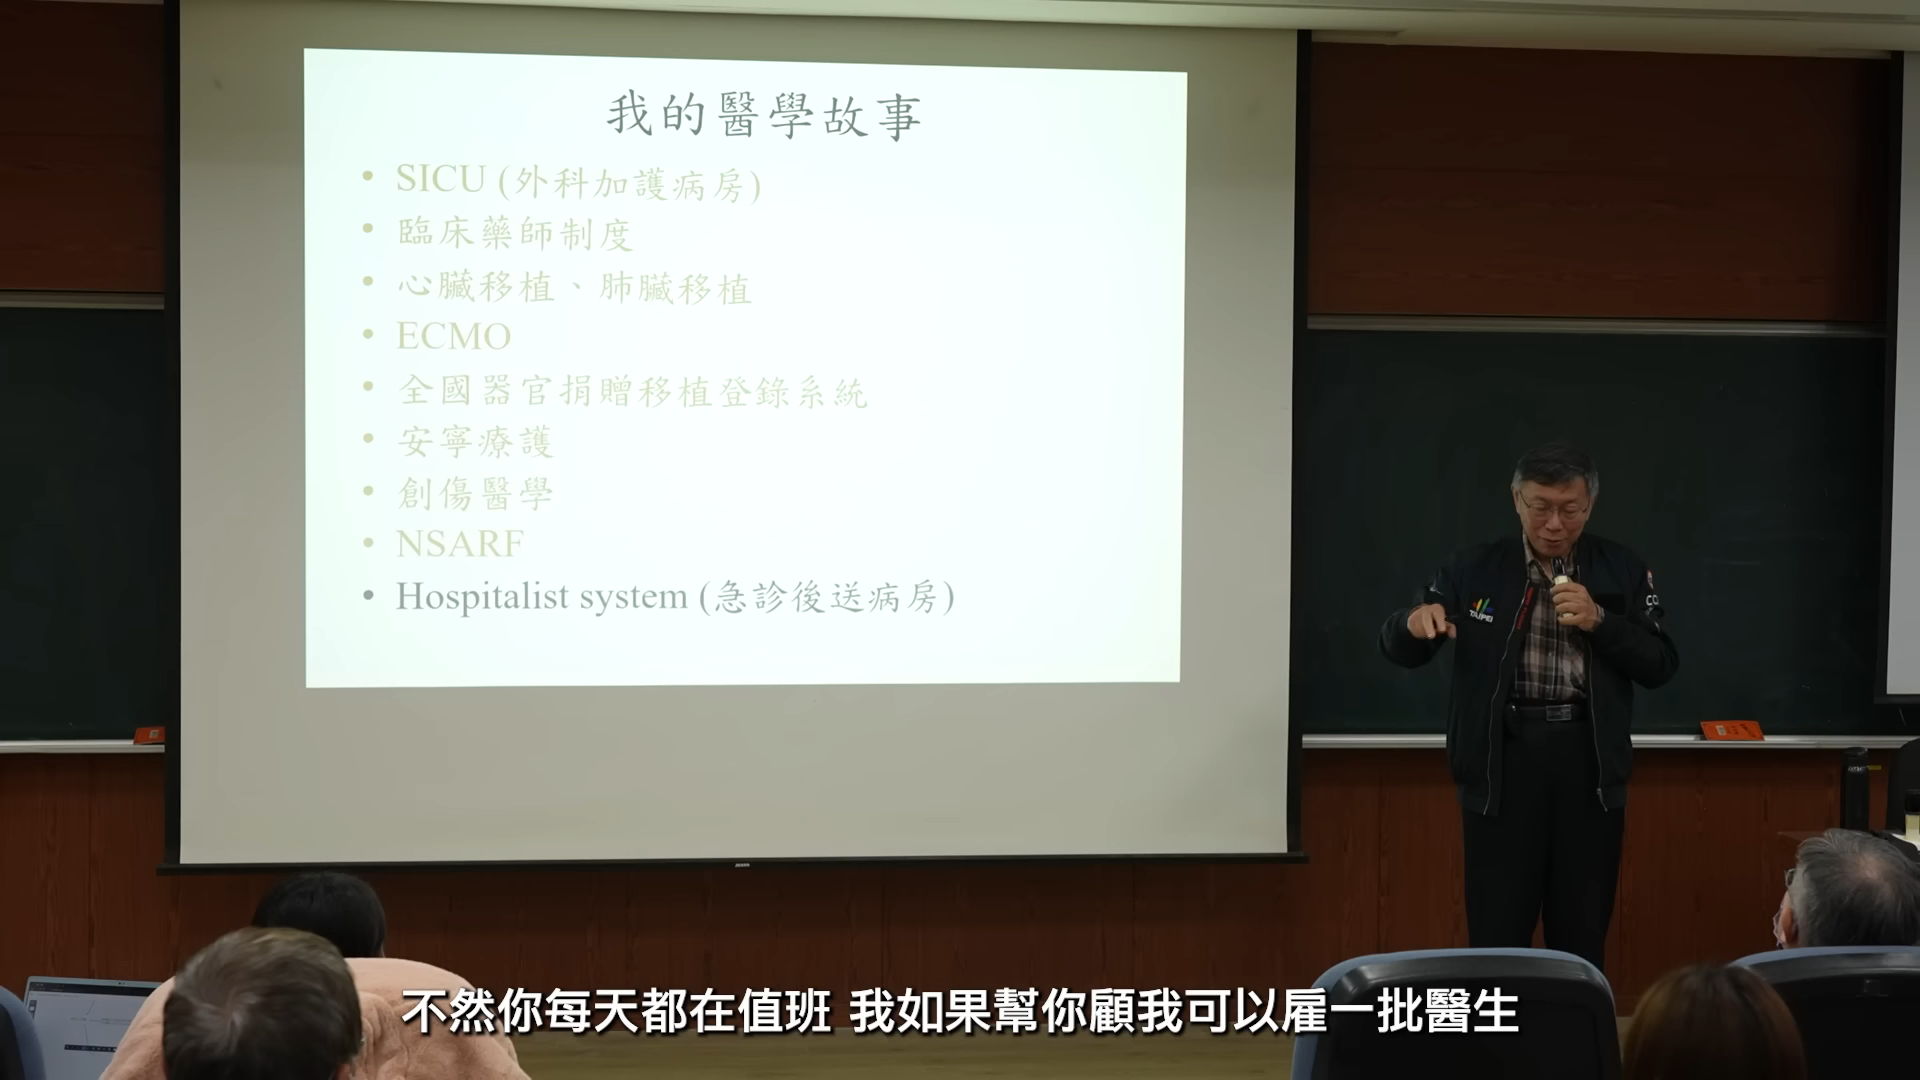 我的醫學故事
• SICU (外科加護病房)
• 臨床藥師制度
• 心臟移植、肺臟移植
• ECMO
• 全國器官捐贈移植登錄系統
• 安寧療護
• 創傷醫學
• NSARF
• Hospitalist system (急診後送病房)
TAIPEI
不然你每天都在值班 我如果幫你顧我可以雇一批醫生